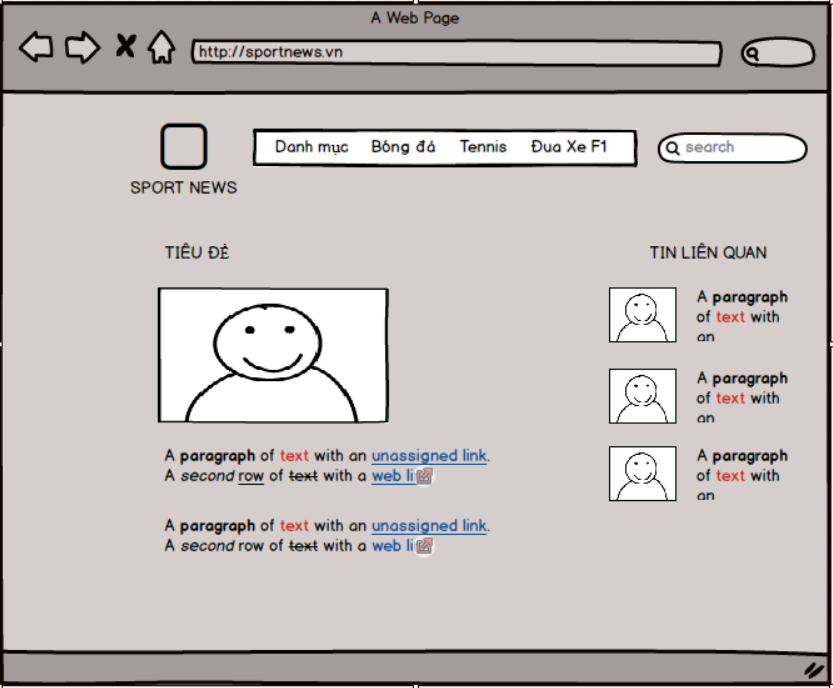 A Web Page
http://sportnews.vn
Danh mục Bóng đá Tennis Đua Xe F1
search
SPORT NEWS
TIÊU ĐỀ
A paragraph of text with an unassigned link.
A second row of text with a web li
A paragraph of text with an unassigned link.
A second row of text with a web li
TIN LIÊN QUAN
A paragraph
of text with
an
A paragraph
of text with
an
A paragraph
of text with
an